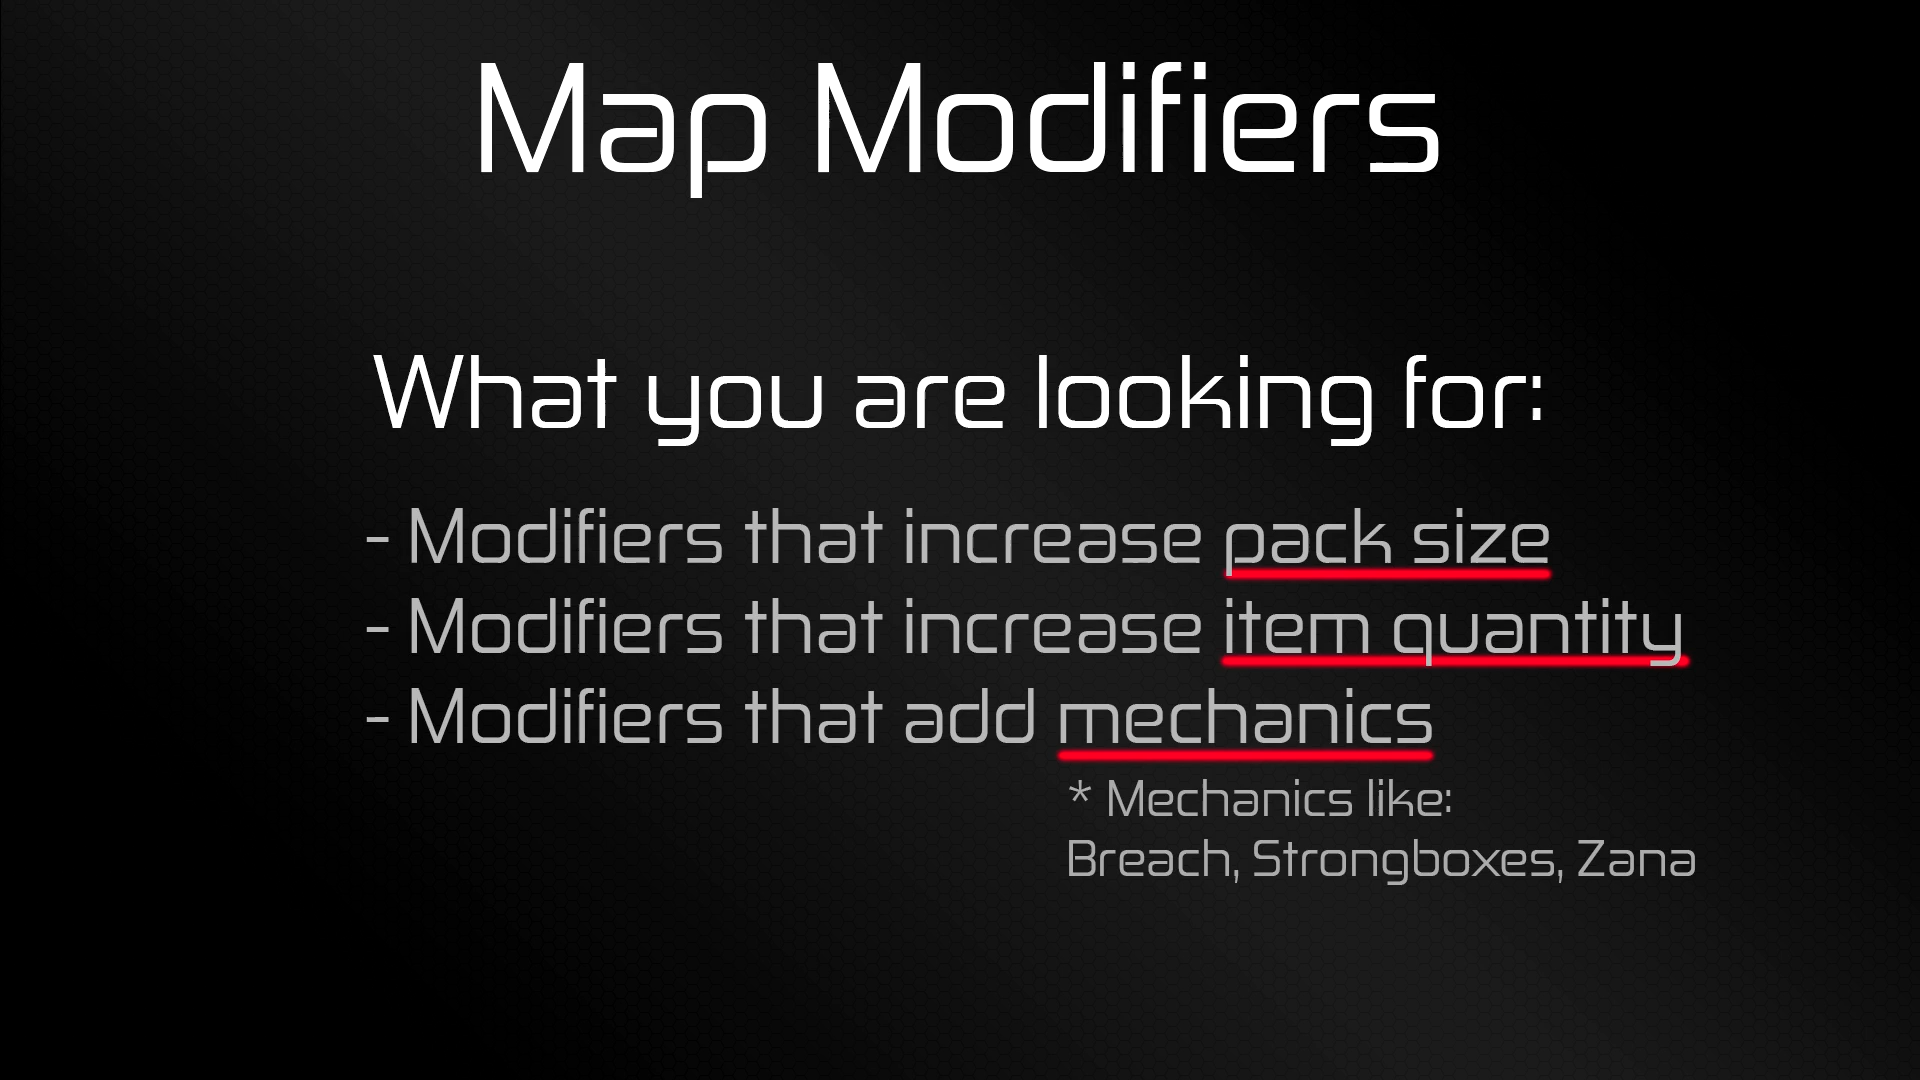 Map Modifiers
What you are looking for:
- Modifiers that increase pack size
- Modifiers that increase item quantity
- Modifiers that add mechanics
* Mechanics like:
Breach, Strongboxes, Zana